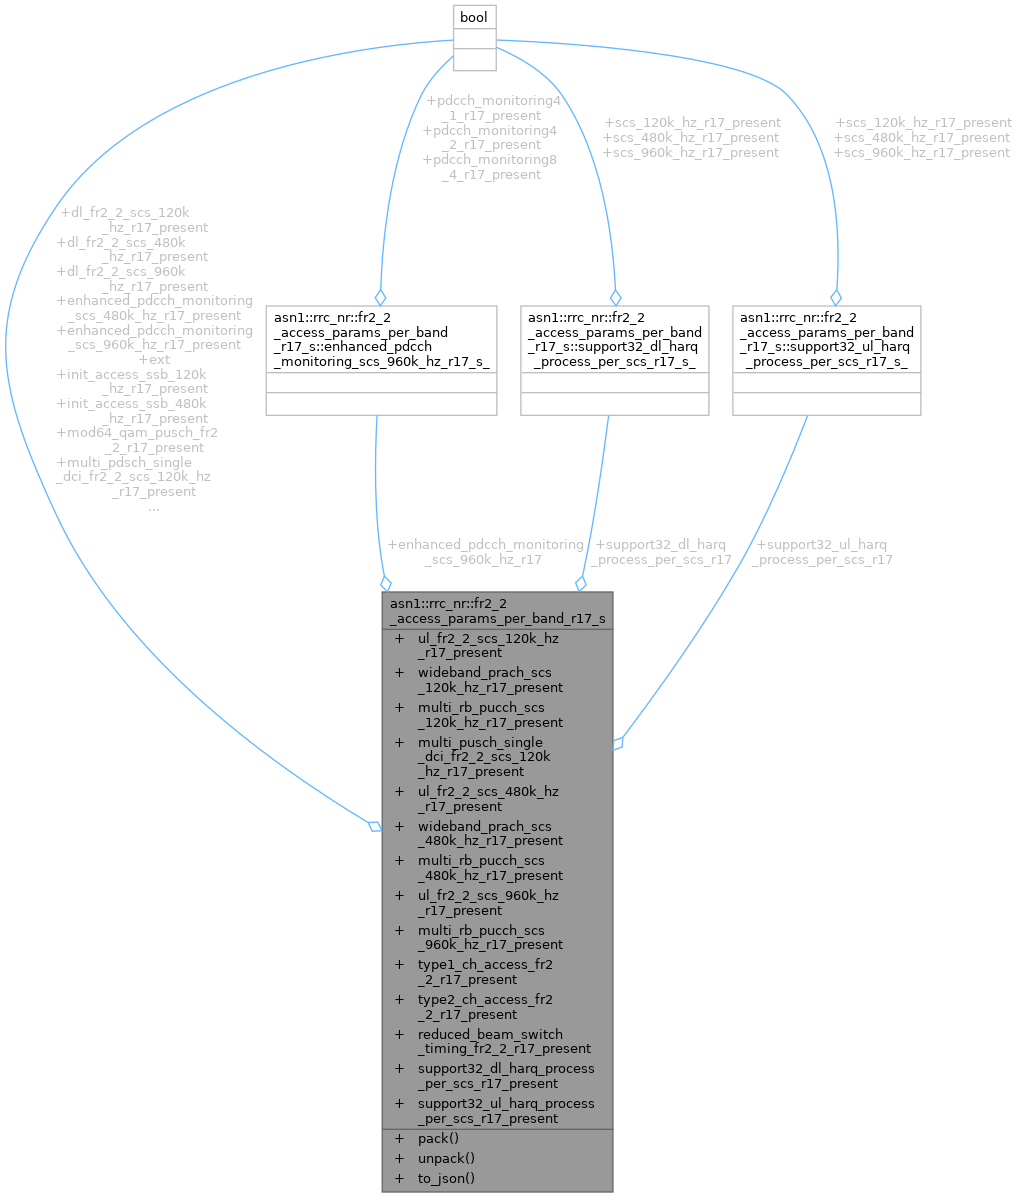 bool
+pdcch_monitoring4
_1_r17_present
+pdcch_monitoring4
_2_r17_present
+pdcch_monitoring8
_4_r17_present
+scs_120k_hz_r17_present
+scs_480k_hz_r17_present
+scs_960k_hz_r17_present
+scs_120k_hz_r17_present
+scs_480k_hz_r17_present
+scs_960k_hz_r17_present
+dl_fr2_2_scs_120k
_hz_r17_present
+dl_fr2_2_scs_480k
_hz_r17_present
+dl_fr2_2_scs_960k
_hz_r17_present
+enhanced_pdcch_monitoring
_scs_480k_hz_r17_present
+enhanced_pdcch_monitoring
_scs_960k_hz_r17_present
+ext
+init_access_ssb_120k
_hz_r17_present
+init_access_ssb_480k
_hz_r17_present
+mod64_qam_pusch_fr2
_2_r17_present
+multi_pdsch_single
_dci_fr2_2_scs_120k_hz
_r17_present
...
asn1::rrc_nr::fr2_2
_access_params_per_band
_r17_s::enhanced_pdcch
_monitoring_scs_960k_hz_r17_s_
asn1::rrc_nr::fr2_2
_access_params_per_band
_r17_s::support32_dl_harq
_process_per_scs_r17_s_
asn1::rrc_nr::fr2_2
_access_params_per_band
_r17_s::support32_ul_harq
_process_per_scs_r17_s_
+enhanced_pdcch_monitoring
_scs_960k_hz_r17
+support32_dl_harq
_process_per_scs_r17
+support32_ul_harq
_process_per_scs_r17
asn1::rrc_nr::fr2_2
_access_params_per_band_r17_s
+ ul_fr2_2_scs_120k_hz
_r17_present
+ wideband_prach_scs
_120k_hz_r17_present
+ multi_rb_pucch_scs
_120k_hz_r17_present
+ multi_pusch_single
_dci_fr2_2_scs_120k
_hz_r17_present
+ ul_fr2_2_scs_480k_hz
_r17_present
+ wideband_prach_scs
_480k_hz_r17_present
+ multi_rb_pucch_scs
_480k_hz_r17_present
+ ul_fr2_2_scs_960k_hz
_r17_present
+ multi_rb_pucch_scs
_960k_hz_r17_present
+ type1_ch_access_fr2
_2_r17_present
+ type2_ch_access_fr2
_2_r17_present
+ reduced_beam_switch
_timing_fr2_2_r17_present
+ support32_dl_harq_process
_per_scs_r17_present
+ support32_ul_harq_process
_per_scs_r17_present
+ pack()
+ unpack()
+ to_json()